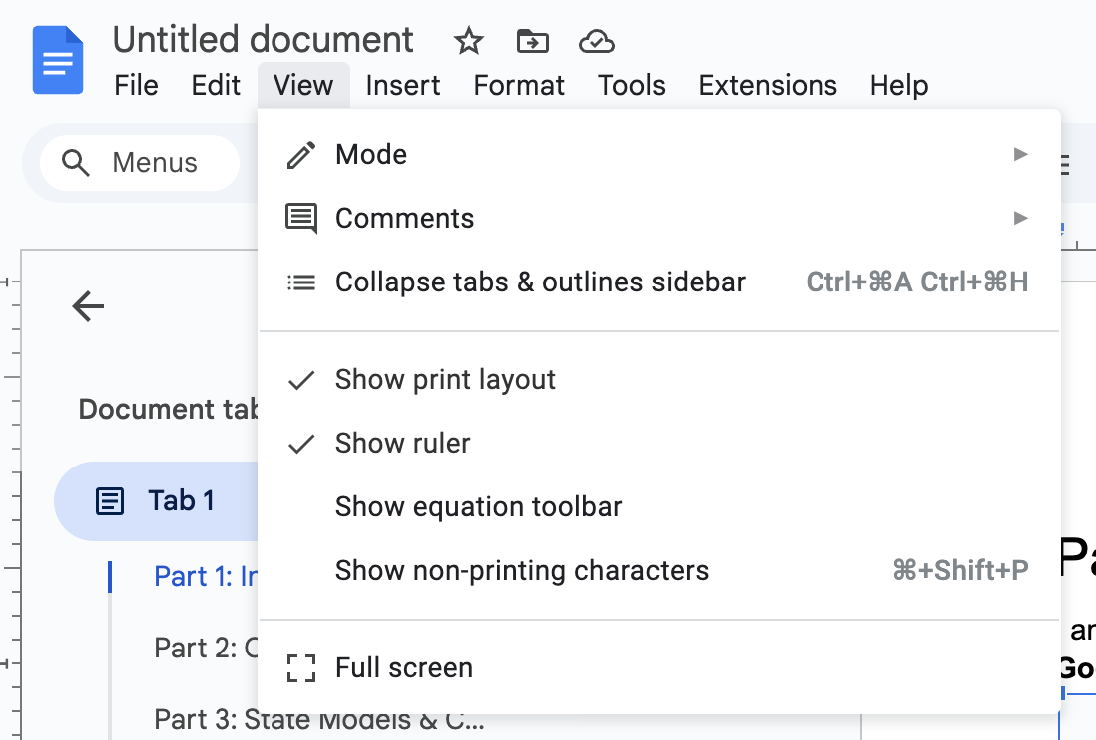 Untitled document
File Edit View Insert Format Tools Extensions Help
Menus
Mode
Comments
Collapse tabs & outlines sidebar Ctrl+⌘A Ctrl+⌘H
Show print layout
Show ruler
Show equation toolbar
Show non-printing characters ⌘+Shift+P
Full screen
Document tab
Tab 1
Part 1: In
Part 2:
Part 3: State Models & C...
Pa
an
Goo